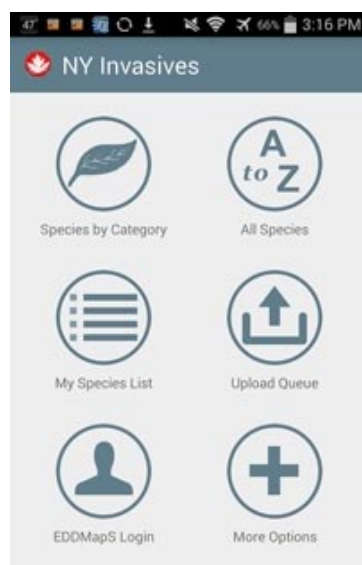 47° 66% 3:16 PM
NY Invasives
A
to Z
Species by Category
All Species
My Species List
Upload Queue
EDDMapS Login
More Options